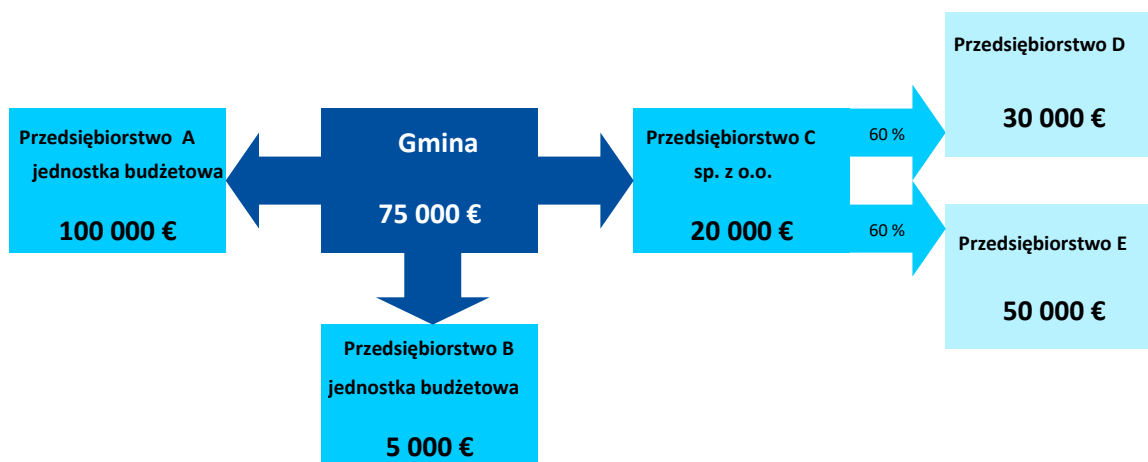 Przedsiębiorstwo A
jednostka budżetowa
100 000 €
Gmina
75 000 €
Przedsiębiorstwo B
jednostka budżetowa
5 000 €
Przedsiębiorstwo C
sp. z o.o.
20 000 €
60 %
60 %
Przedsiębiorstwo D
30 000 €
Przedsiębiorstwo E
50 000 €